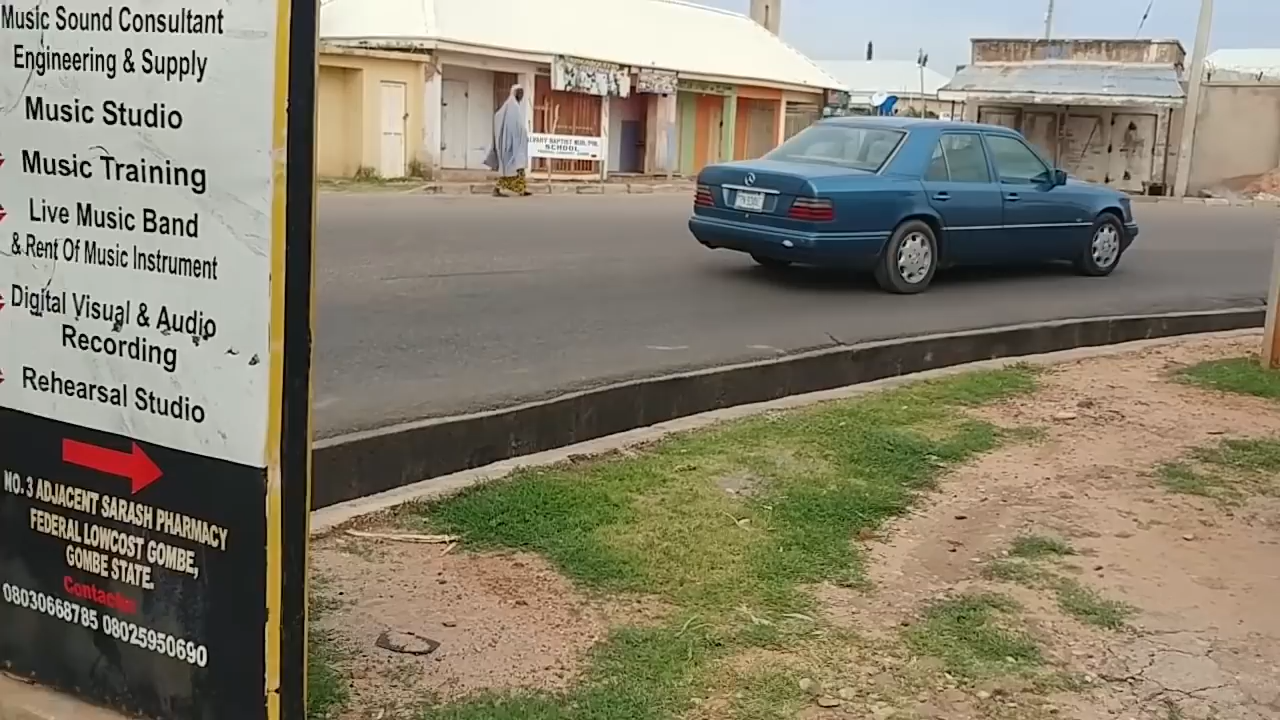 Music Sound Consultant
Engineering & Supply
Music Studio
Music Training
Live Music Band
& Rent Of Music Instrument
Digital Visual & Audio
Recording
Rehearsal Studio
NO. 3 ADJACENT SARASH PHARMACY
FEDERAL LOWCOST GOMBE,
GOMBE STATE.
08030668785 08025950690
BAPTIST
SCHOOL